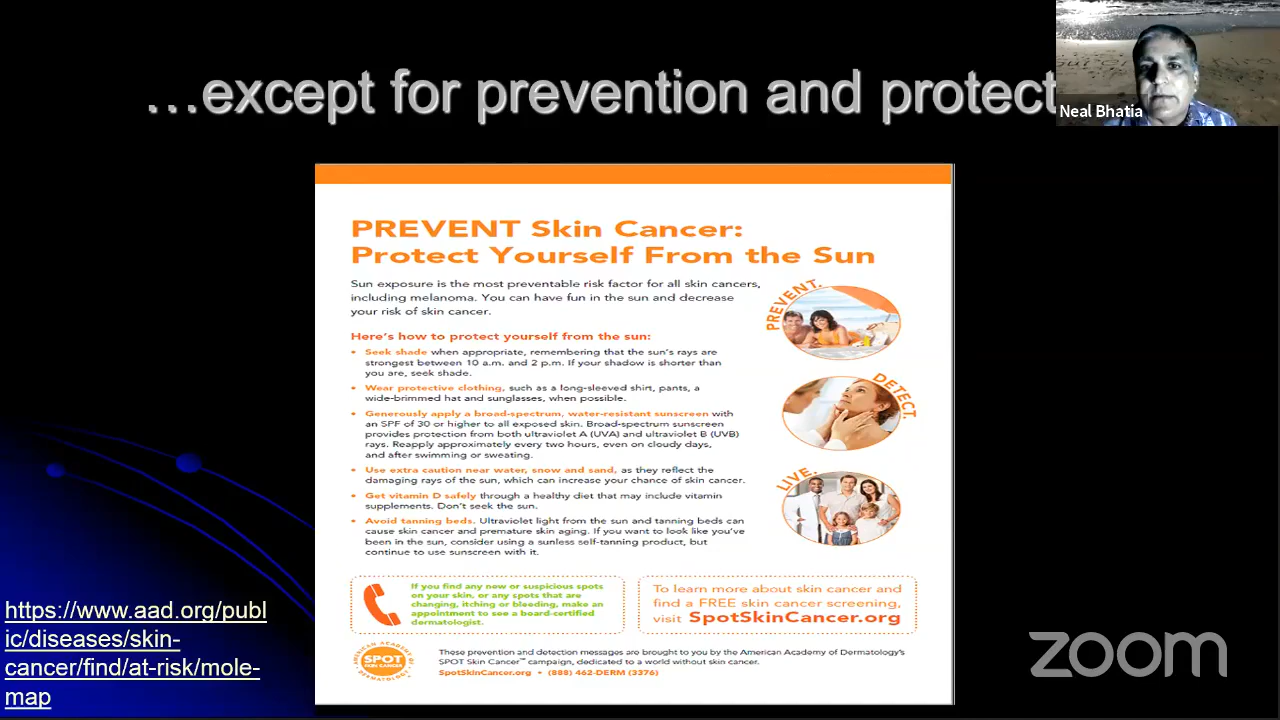 …except for prevention and protect
Neal Bhatia
PREVENT Skin Cancer:
Protect Yourself From the Sun
Sun exposure is the most preventable risk factor for all skin cancers,
including melanoma. You can have fun in the sun and decrease
your risk of skin cancer.
Here's how to protect yourself from the sun:
• Seek shade when appropriate, remembering that the sun's rays are
strongest between 10 a.m. and 2 p.m. If your shadow is shorter than
you are, seek shade.
• Wear protective clothing, such as a long-sleeved shirt, pants, a
wide-brimmed hat and sunglasses, when possible.
• Generously apply a broad-spectrum, water-resistant sunscreen with
an SPF of 30 or higher to all exposed skin. Broad-spectrum sunscreen
provides protection from both ultraviolet A (UVA) and ultraviolet B (UVB)
rays. Reapply approximately every two hours, even on cloudy days,
and after swimming or sweating.
• Use extra caution near water, snow and sand, as they reflect the
damaging rays of the sun, which can increase your chance of skin cancer.
• Get vitamin D safely through a healthy diet that may include vitamin
supplements. Don't seek the sun.
• Avoid tanning beds. Ultraviolet light from the sun and tanning beds can
cause skin cancer and premature skin aging. If you want to look like you've
been in the sun, consider using a sunless self-tanning product, but
continue to use sunscreen with it.
PREVENT.
DETECT.
LIVE.
If you find any new or suspicious spots
on your skin, or any spots that are
changing, itching or bleeding, make an
appointment to see a board-certified
dermatologist.
To learn more about skin cancer and
find a FREE skin cancer screening,
visit SpotSkinCancer.org
AMERICAN ACADEMY OF DERMATOLOGY
SPOT
SKIN CANCER
These prevention and detection messages are brought to you by the American Academy of Dermatology's
SPOT Skin Cancer™ campaign, dedicated to a world without skin cancer.
SpotSkinCancer.org • (888) 462-DERM (3376)
https://www.aad.org/publ
ic/diseases/skin-
cancer/find/at-risk/mole-
map
zoom